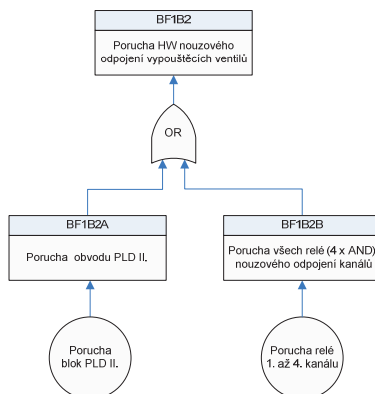 BF1B2
Porucha HW nouzového
odpojení vypouštěcích ventilů
OR
BF1B2A
Porucha obvodu PLD II.
BF1B2B
Porucha všech relé (4 x AND)
nouzového odpojení kanálů
Porucha
blok PLD II.
Porucha relé
1. až 4. kanálu